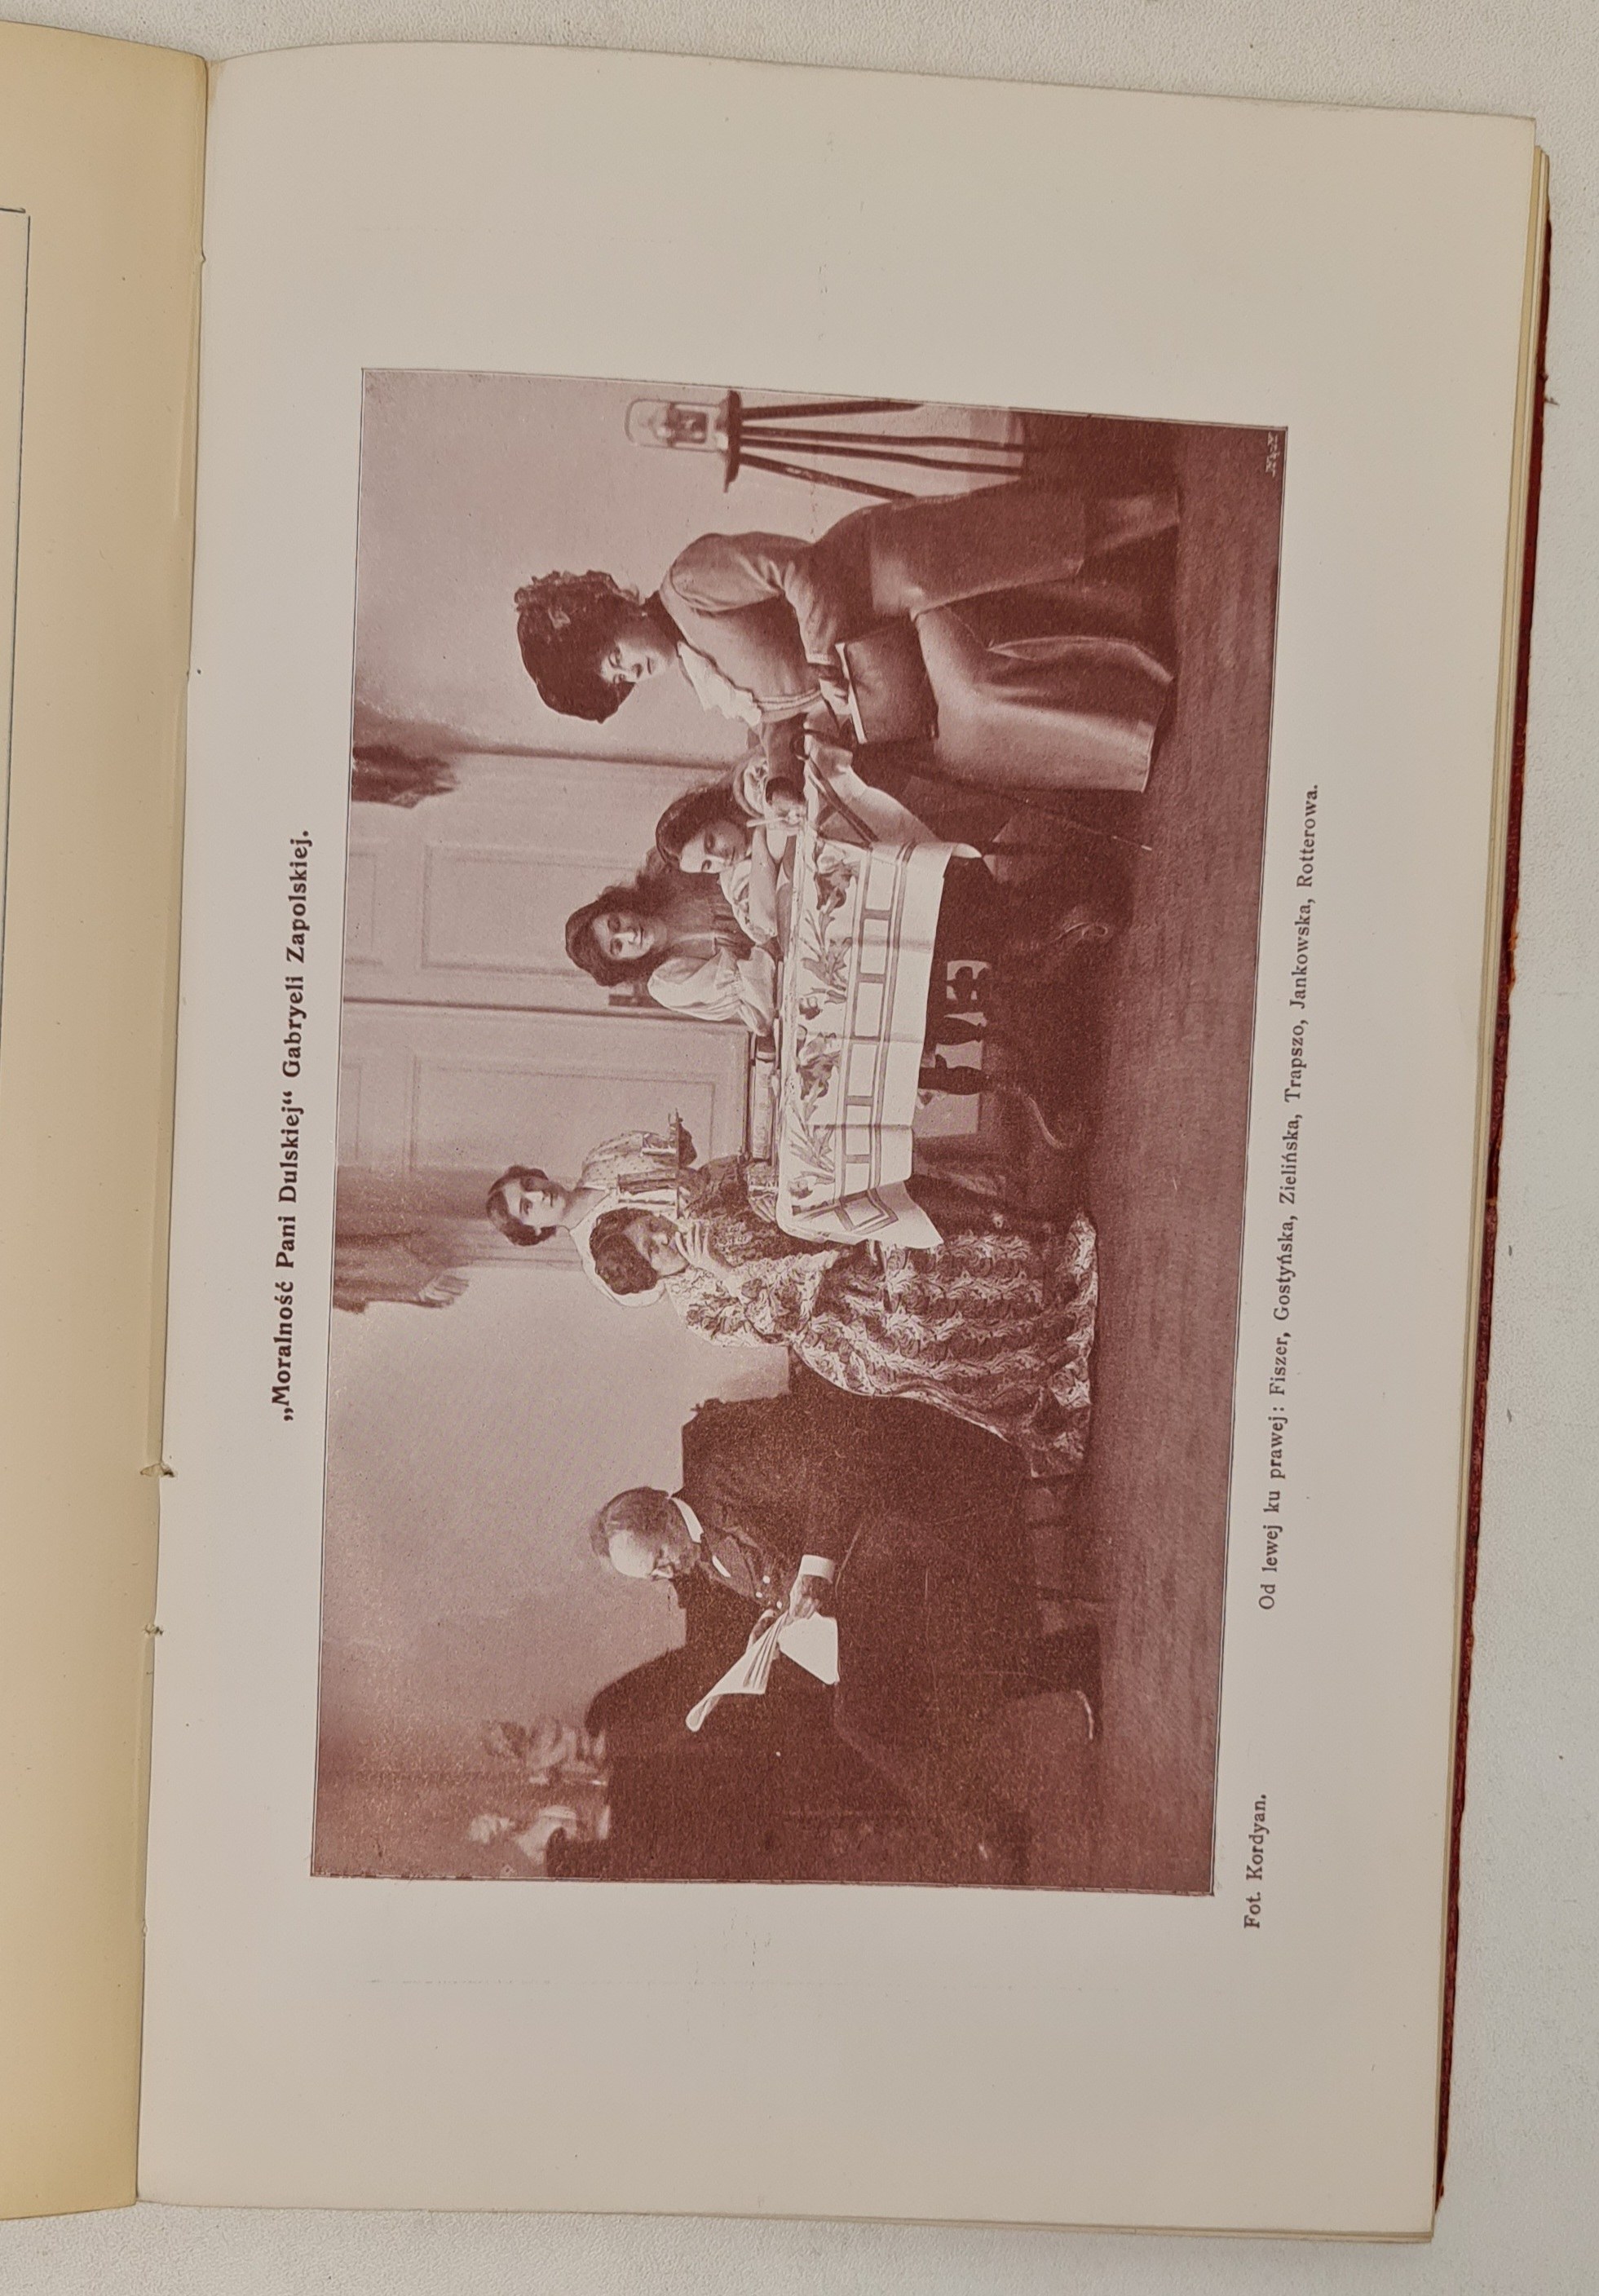 „Moralność Pani Dulskiej“ Gabryeli Zapolskiej.
Fot. Kordyan.
Od lewej ku prawej: Fiszer, Gostyńska, Zielińska, Trapszo, Jankowska, Rotterowa.